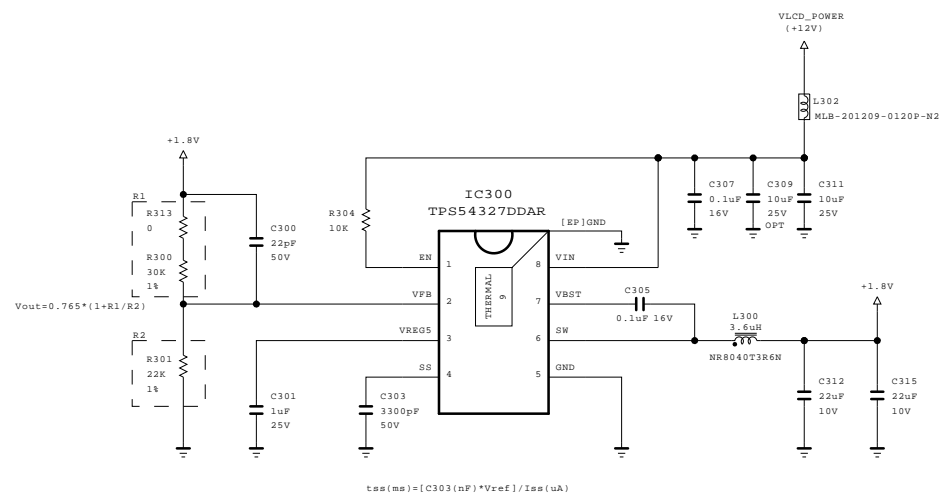 VLCD_POWER
(+12V)
L302
MLB-201209-0120P-N2
+1.8V
R1
R313
0
R300
30K
1%
C300
22pF
50V
R304
10K
IC300
TPS54327DDAR
[EP]GND
C307
0.1uF
16V
C309
10uF
25V
OPT
C311
10uF
25V
EN
1
VFB
2
VREG5
3
SS
4
THERMAL
9
8
VIN
7
VBST
6
SW
5
GND
C305
0.1uF 16V
L300
3.6uH
NR8040T3R6N
+1.8V
Vout=0.765*(1+R1/R2)
R2
R301
22K
1%
C301
1uF
25V
C303
3300pF
50V
C312
22uF
10V
C315
22uF
10V
tss(ms)=[C303(nF)*Vref]/Iss(uA)